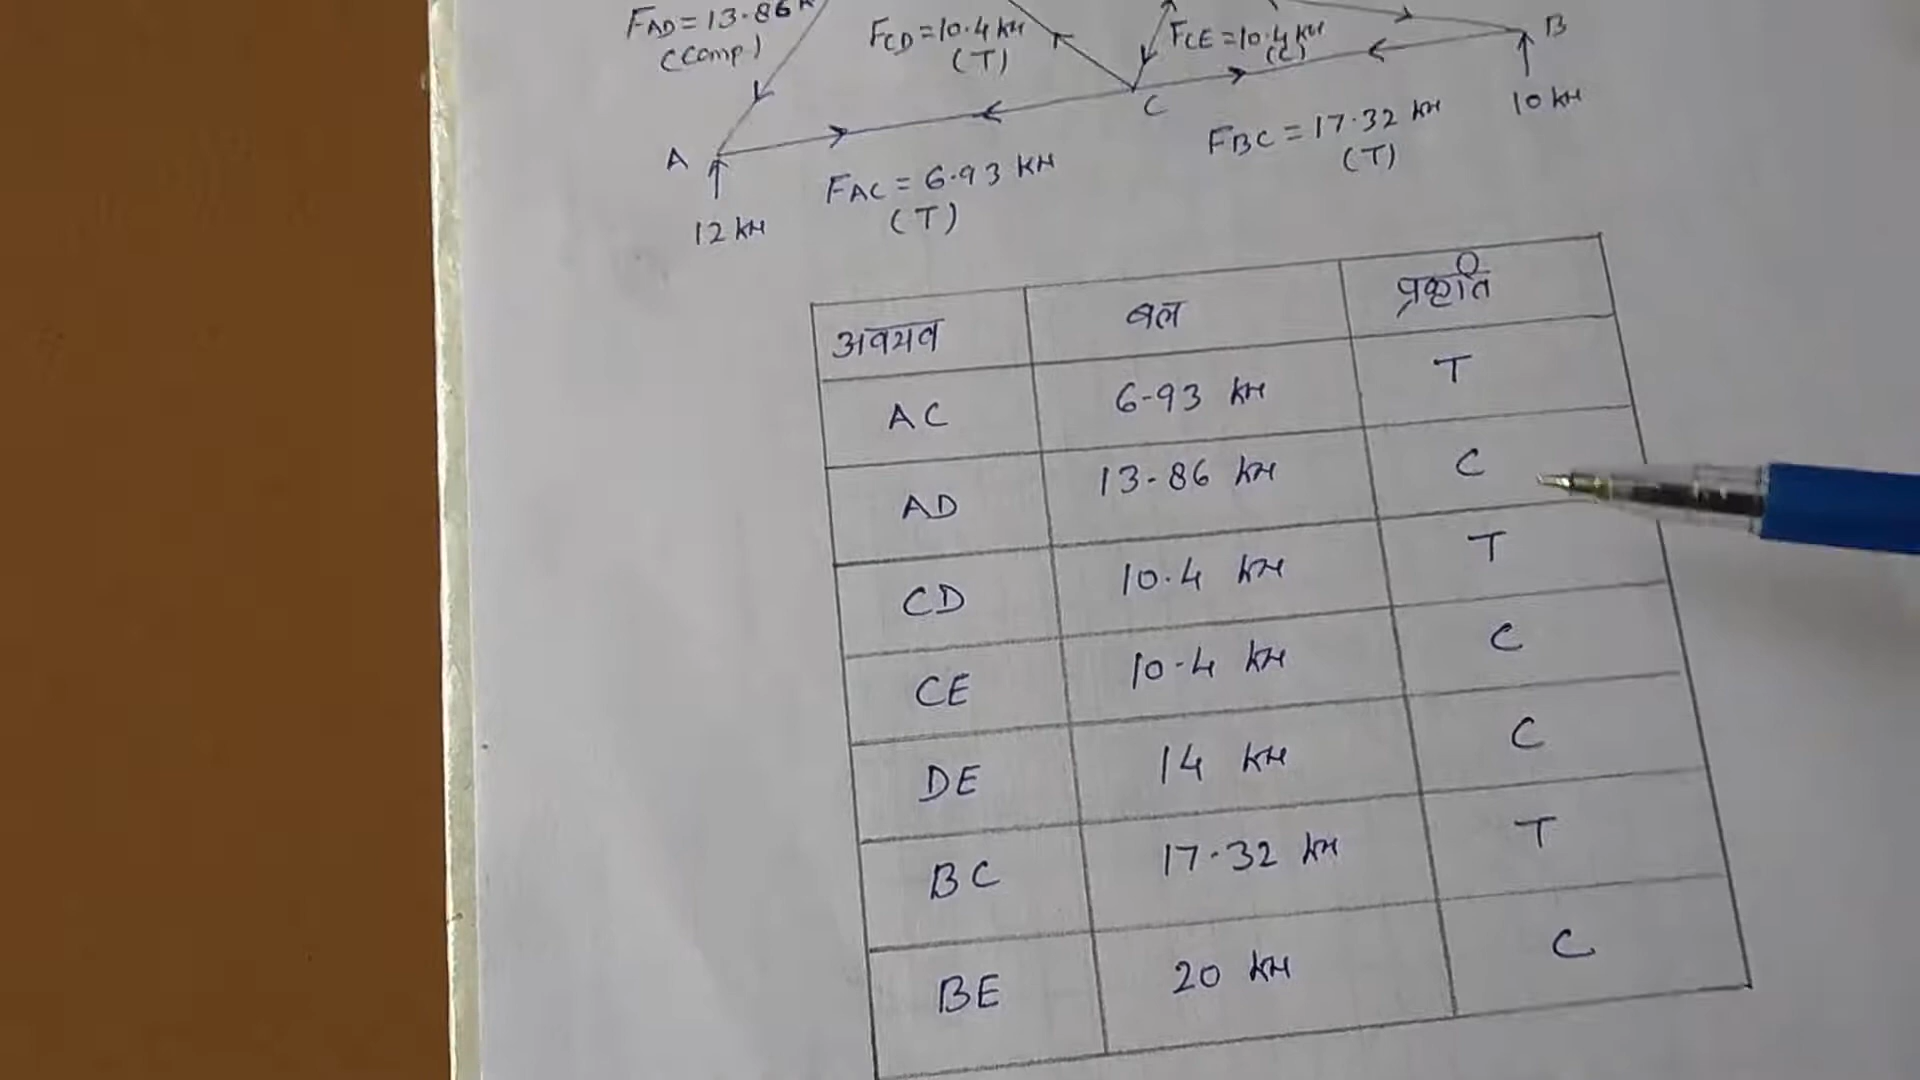 FAD = 13.86 K
(Comp)
FCD = 10.4 KN
(T)
FCE = 10.4 KN
(C)
B
10 KN
C
FBC = 17.32 KN
(T)
A
12 KN
FAC = 6.93 KN
(T)
अवयव बल प्रकृति
AC 6.93 KN T
AD 13.86 KN C
CD 10.4 KN T
CE 10.4 KN C
DE 14 KN C
BC 17.32 KN T
BE 20 KN C